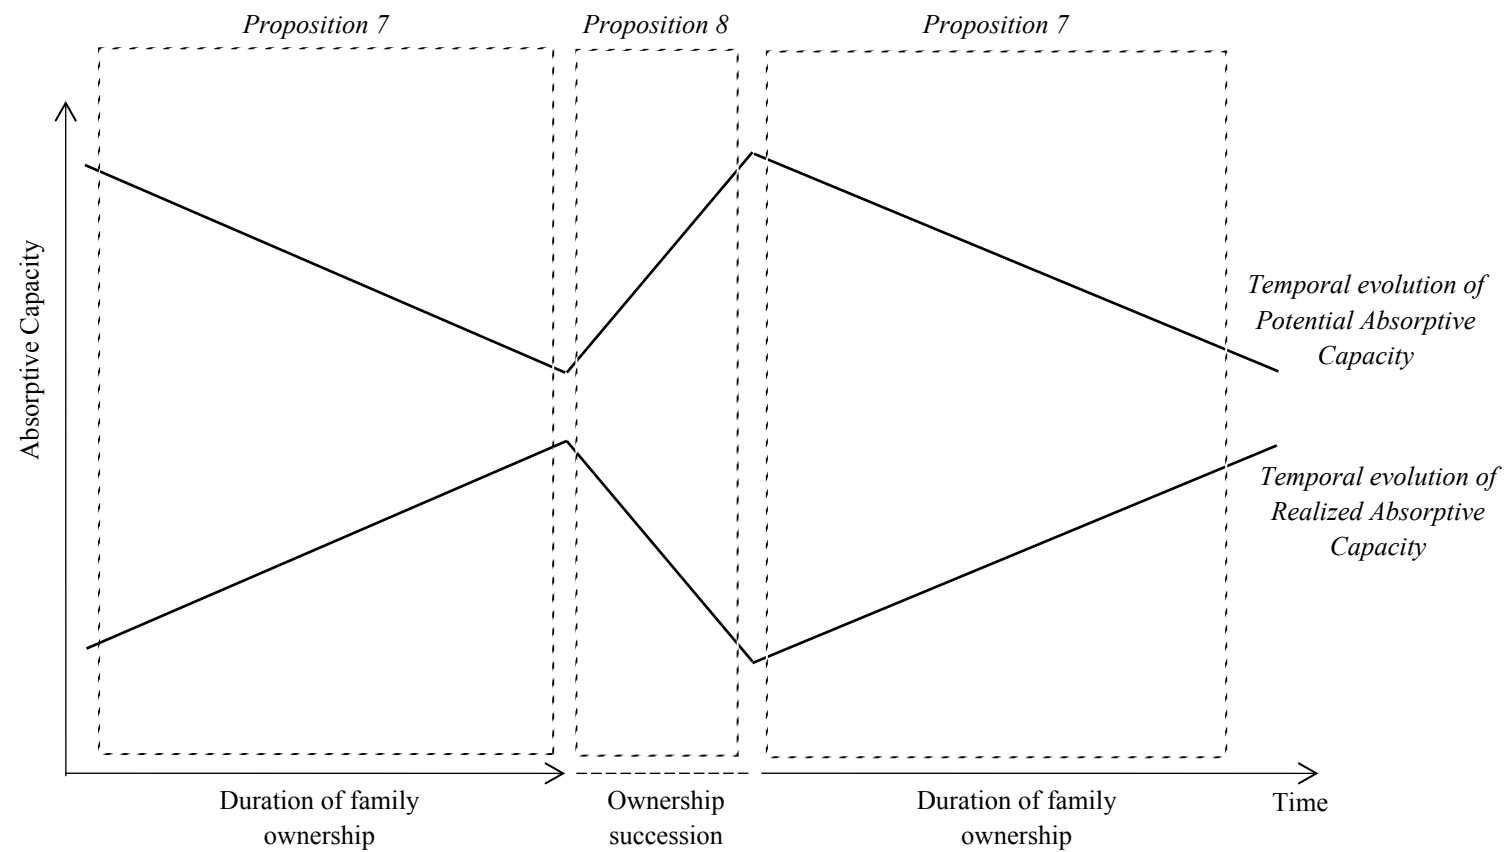 Proposition 7
Proposition 8
Proposition 7
Absorptive Capacity
Temporal evolution of
Potential Absorptive
Capacity
Temporal evolution of
Realized Absorptive
Capacity
Duration of family
ownership
Ownership
succession
Duration of family
ownership
Time